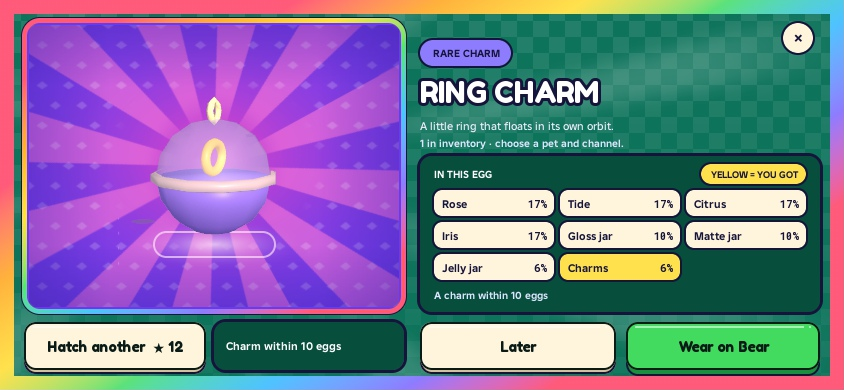 RARE CHARM
×
RING CHARM
A little ring that floats in its own orbit.
1 in inventory · choose a pet and channel.
IN THIS EGG
YELLOW = YOU GOT
Rose 17%
Tide 17%
Citrus 17%
Iris 17%
Gloss jar 10%
Matte jar 10%
Jelly jar 6%
Charms 6%
A charm within 10 eggs
Hatch another ★ 12
Charm within 10 eggs
Later
Wear on Bear